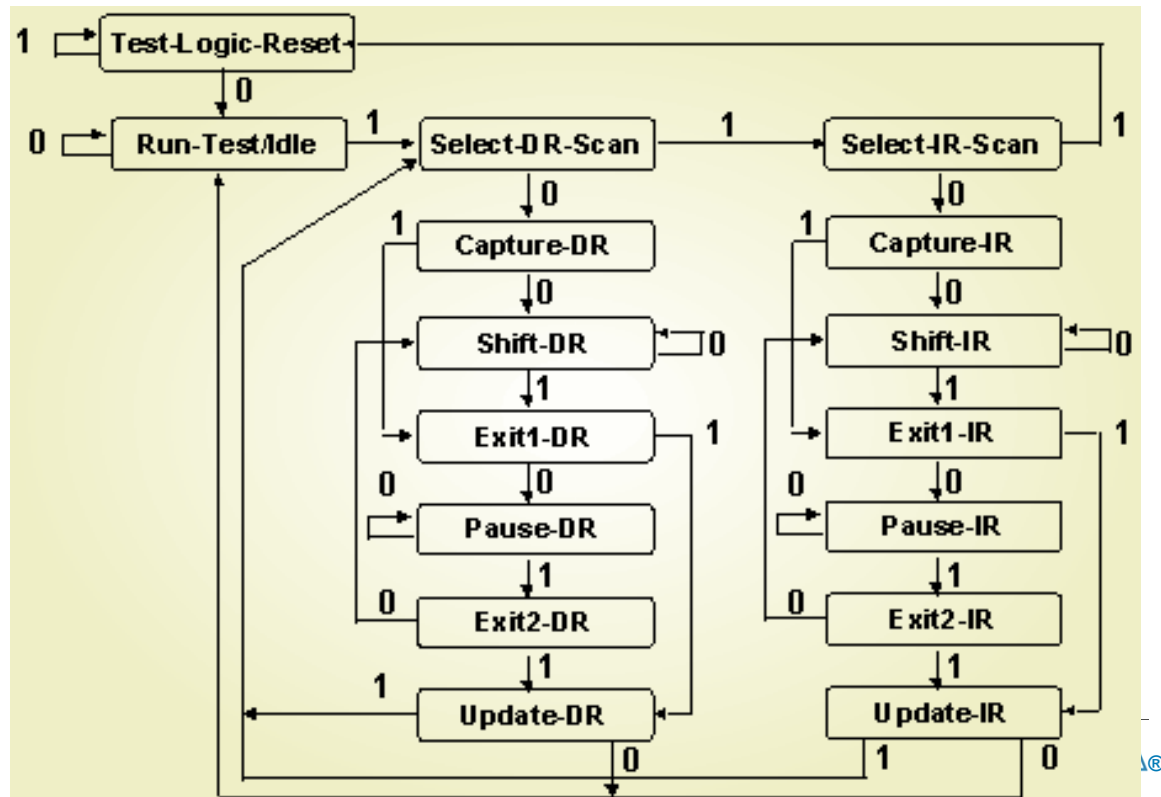 1 Test-Logic-Reset
0
0 Run-Test/Idle 1 Select-DR-Scan 1 Select-IR-Scan 1
0 0
1 Capture-DR 1 Capture-IR
0 0
Shift-DR 0 Shift-IR 0
1 1
Exit1-DR 1 Exit1-IR 1
0 0 0 0
Pause-DR Pause-IR
1 1
0 Exit2-DR 0 Exit2-IR
1 1
1 Update-DR Update-IR
0 1 0
®